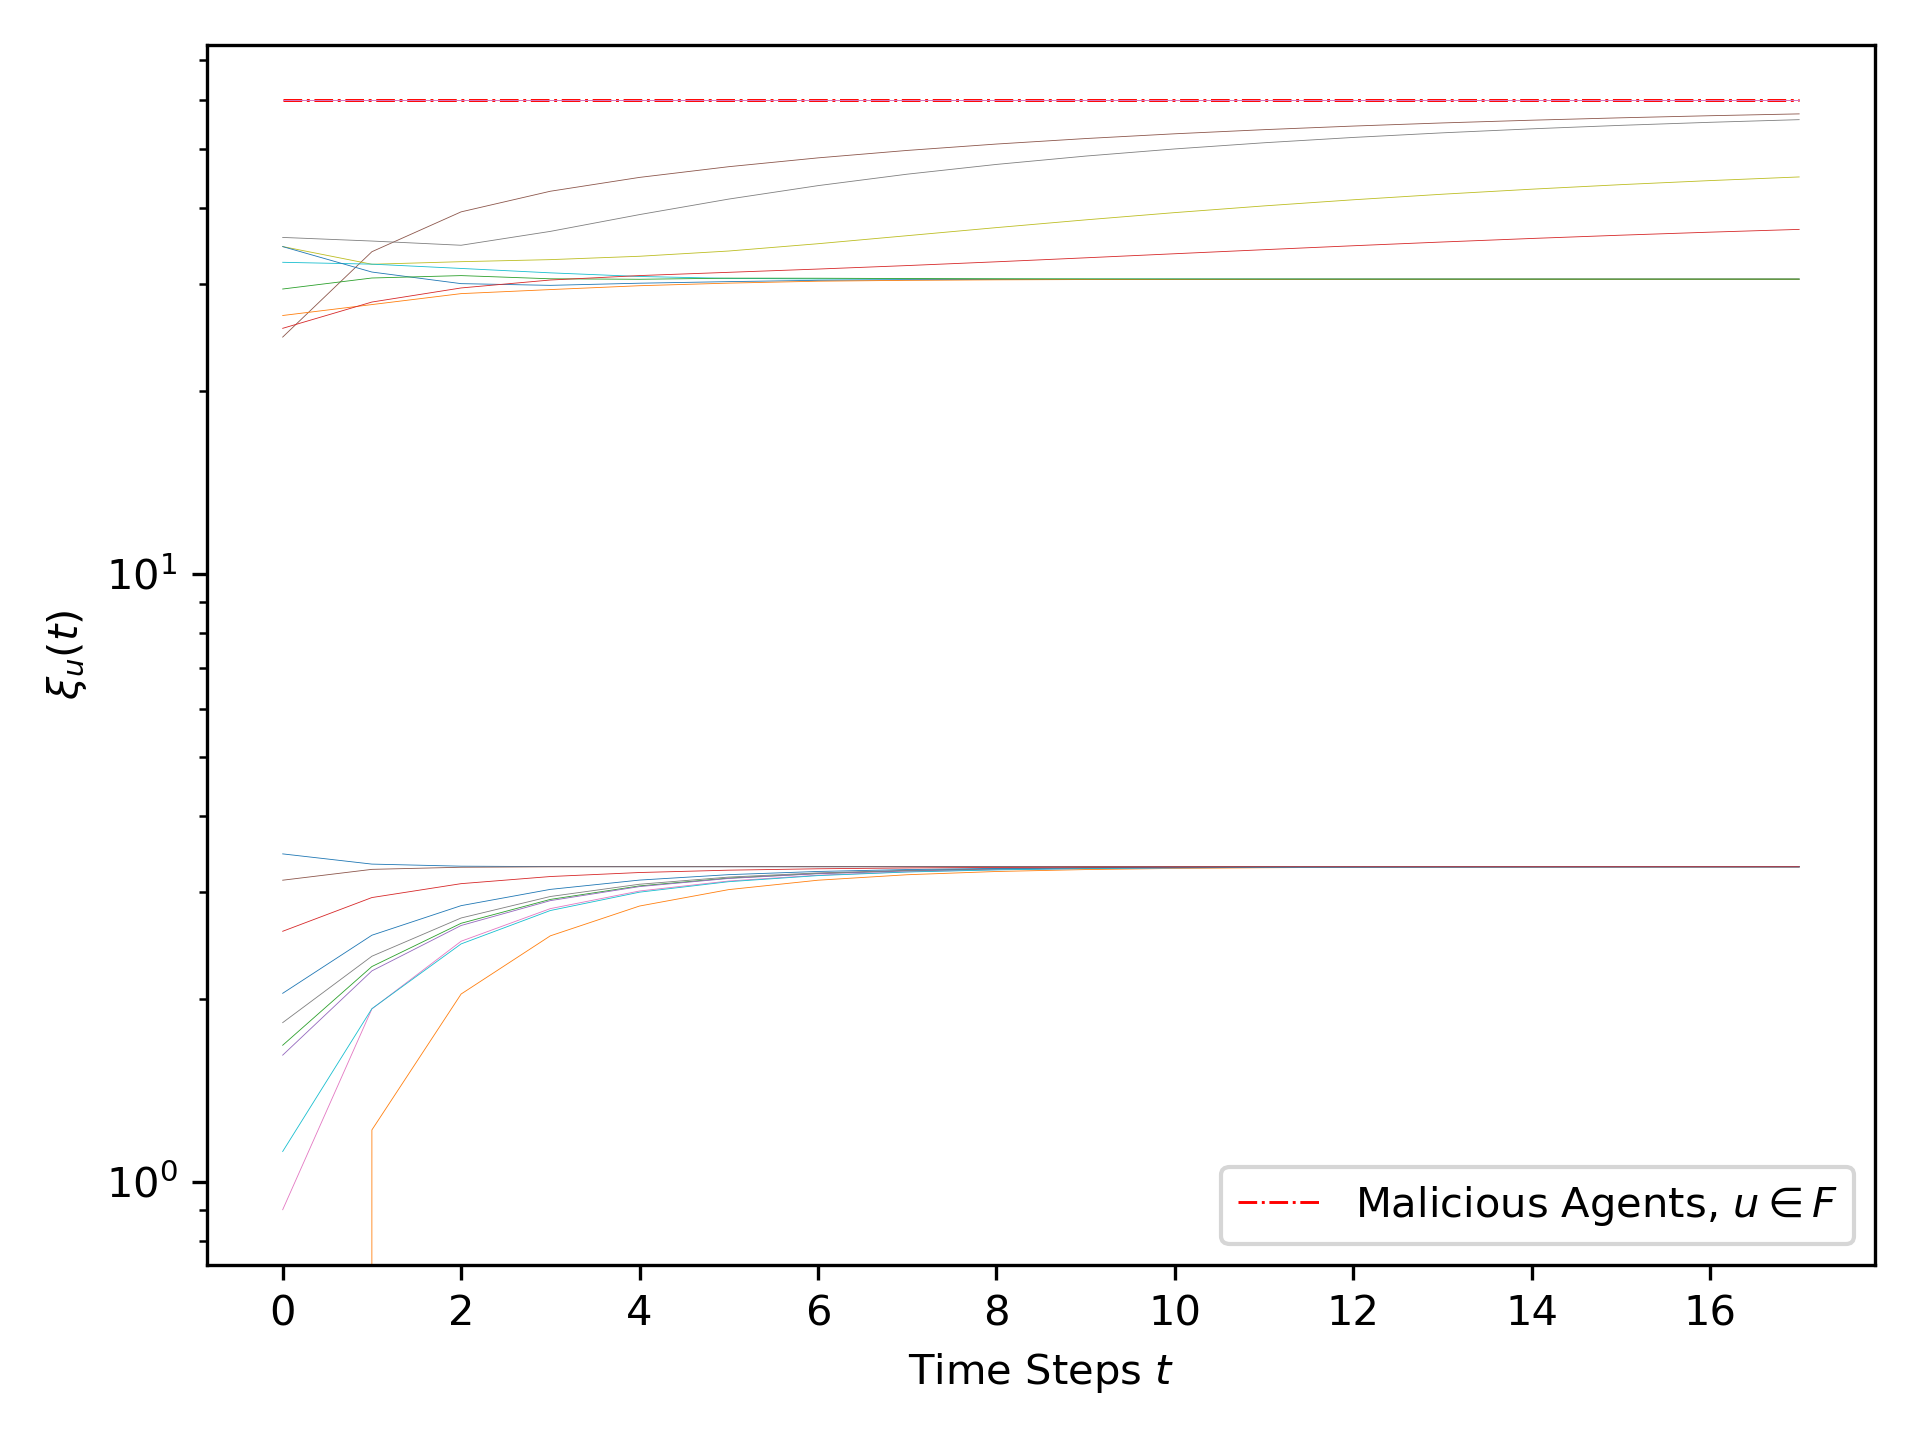 10¹
10⁰
ξᵤ(t)
0 2 4 6 8 10 12 14 16
Time Steps t
Malicious Agents, u ∈ F